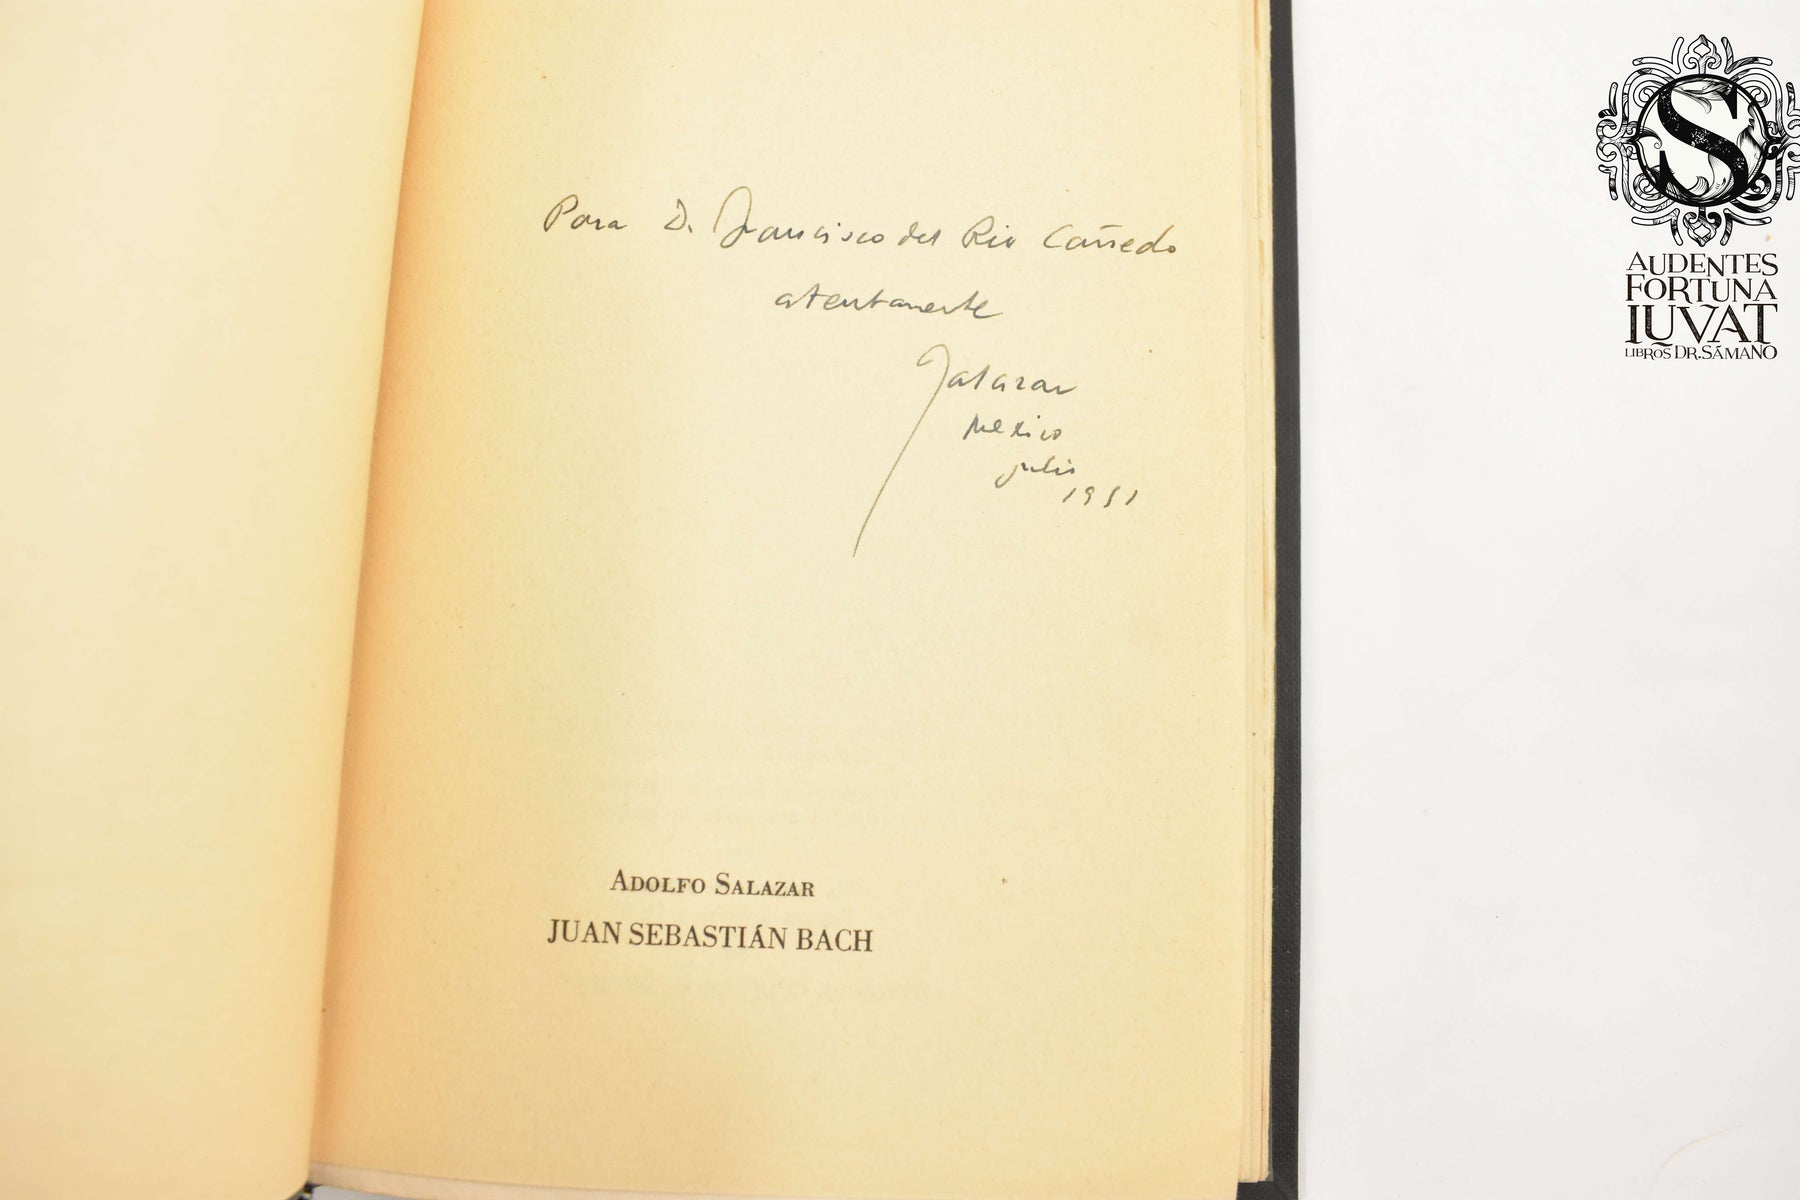 Para D. Francisco del Rio Cañedo
atentamente
Salazar
Mexico
julio
1951
ADOLFO SALAZAR
JUAN SEBASTIÁN BACH
S
AUDENTES
FORTUNA
IUVAT
LIBROS DR. SÁMANO